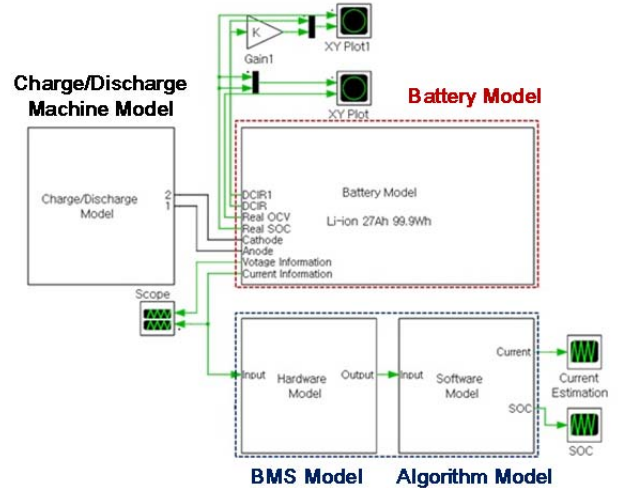 K
Gain1
XY Plot1
XY Plot
Charge/Discharge
Machine Model
Battery Model
Charge/Discharge
Model
2
1
DCIR1
DCIR
Real OCV
Real SOC
Cathode
Anode
Votage Information
Current Information
Battery Model
Li-ion 27Ah 99.9Wh
Scope
Input
Hardware
Model
Output
Input
Software
Model
Current
SOC
Current
Estimation
SOC
BMS Model
Algorithm Model